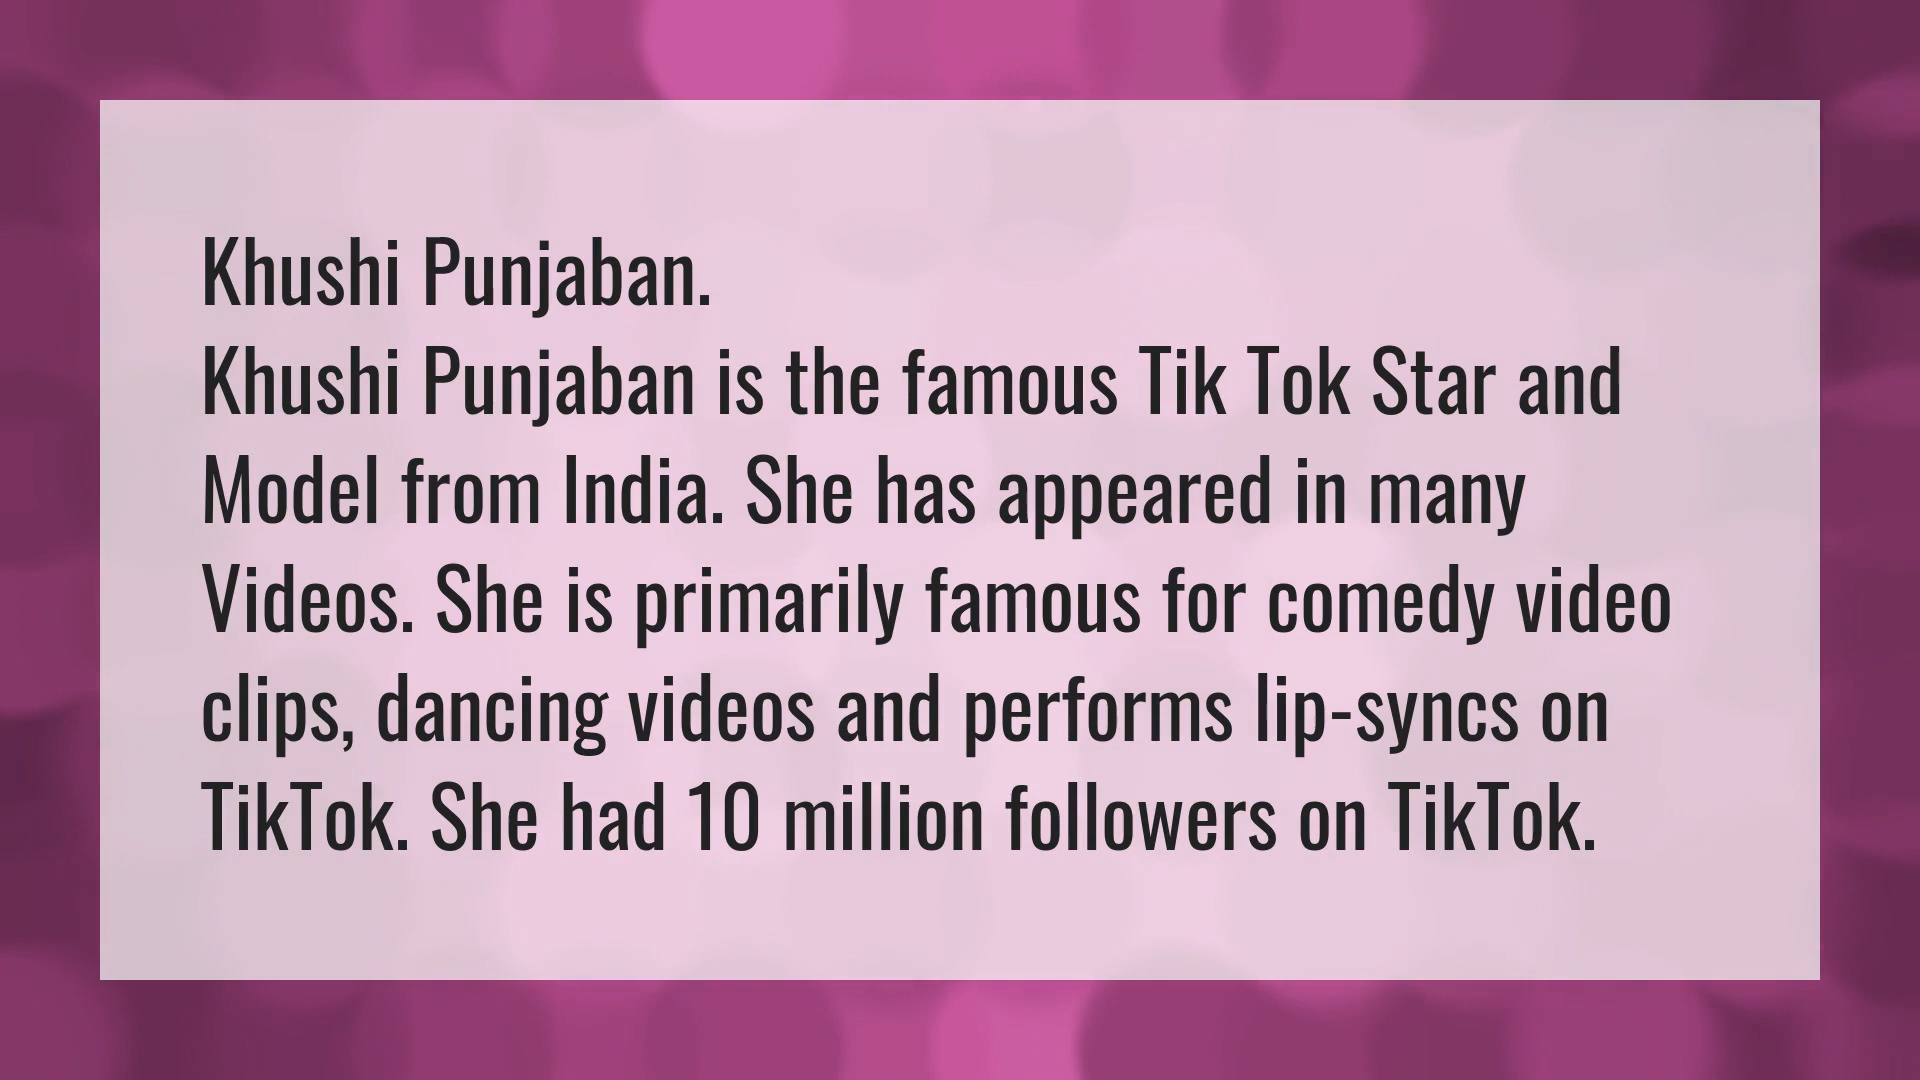 Khushi Punjaban.
Khushi Punjaban is the famous Tik Tok Star and
Model from India. She has appeared in many
Videos. She is primarily famous for comedy video
clips, dancing videos and performs lip-syncs on
TikTok. She had 10 million followers on TikTok.